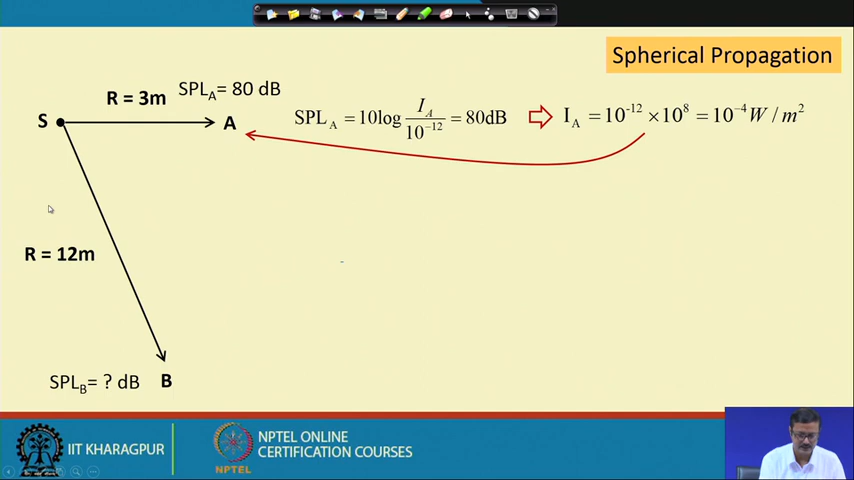 Spherical Propagation
R = 3m
SPL_A = 80 dB
S
A
SPL_A = 10log I_A / 10^-12 = 80dB
I_A = 10^-12 × 10^8 = 10^-4 W / m^2
R = 12m
SPL_B = ? dB
B
IIT KHARAGPUR
NPTEL
NPTEL ONLINE
CERTIFICATION COURSES